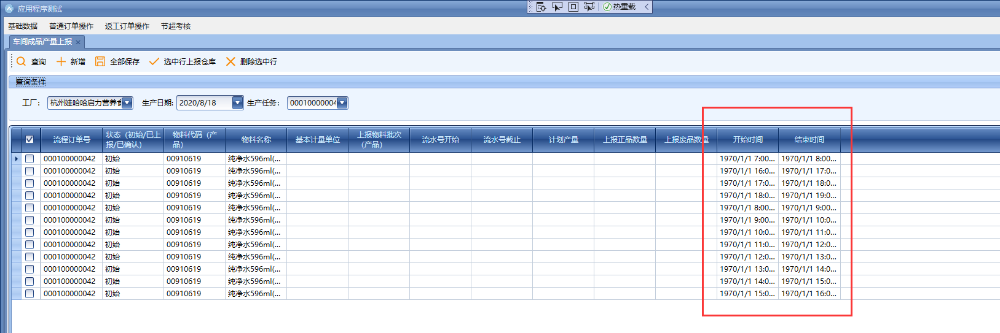 应用程序测试
热重载
基础数据 普通订单操作 返工订单操作 节超考核
车间成品产量上报
查询 新增 全部保存 选中行上报仓库 删除选中行
查询条件
工厂： 杭州娃哈哈启力营养食 生产日期: 2020/8/18 生产任务： 00010000004
流程订单号 状态（初始/已上报/已确认） 物料代码（产品） 物料名称 基本计量单位 上报物料批次（产品） 流水号开始 流水号截止 计划产量 上报正品数量 上报废品数量 开始时间 结束时间
000100000042 初始 00910619 纯净水596ml(... 1970/1/1 7:00... 1970/1/1 8:00...
000100000042 初始 00910619 纯净水596ml(... 1970/1/1 16:0... 1970/1/1 17:0...
000100000042 初始 00910619 纯净水596ml(... 1970/1/1 17:0... 1970/1/1 18:0...
000100000042 初始 00910619 纯净水596ml(... 1970/1/1 18:0... 1970/1/1 19:0...
000100000042 初始 00910619 纯净水596ml(... 1970/1/1 8:00... 1970/1/1 9:00...
000100000042 初始 00910619 纯净水596ml(... 1970/1/1 9:00... 1970/1/1 10:0...
000100000042 初始 00910619 纯净水596ml(... 1970/1/1 10:0... 1970/1/1 11:0...
000100000042 初始 00910619 纯净水596ml(... 1970/1/1 11:0... 1970/1/1 12:0...
000100000042 初始 00910619 纯净水596ml(... 1970/1/1 12:0... 1970/1/1 13:0...
000100000042 初始 00910619 纯净水596ml(... 1970/1/1 13:0... 1970/1/1 14:0...
000100000042 初始 00910619 纯净水596ml(... 1970/1/1 14:0... 1970/1/1 15:0...
000100000042 初始 00910619 纯净水596ml(... 1970/1/1 15:0... 1970/1/1 16:0...